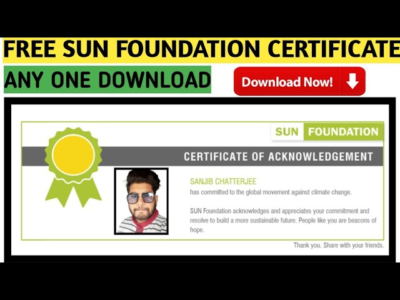 FREE SUN FOUNDATION CERTIFICATE
ANY ONE DOWNLOAD
Download Now!
SUN FOUNDATION
CERTIFICATE OF ACKNOWLEDGEMENT
SANJIB CHATTERJEE
has committed to the global movement against climate change.
SUN Foundation acknowledges and appreciates your commitment and
resolve to build a more sustainable future. People like you are beacons of
hope.
Thank you. Share with your friends.